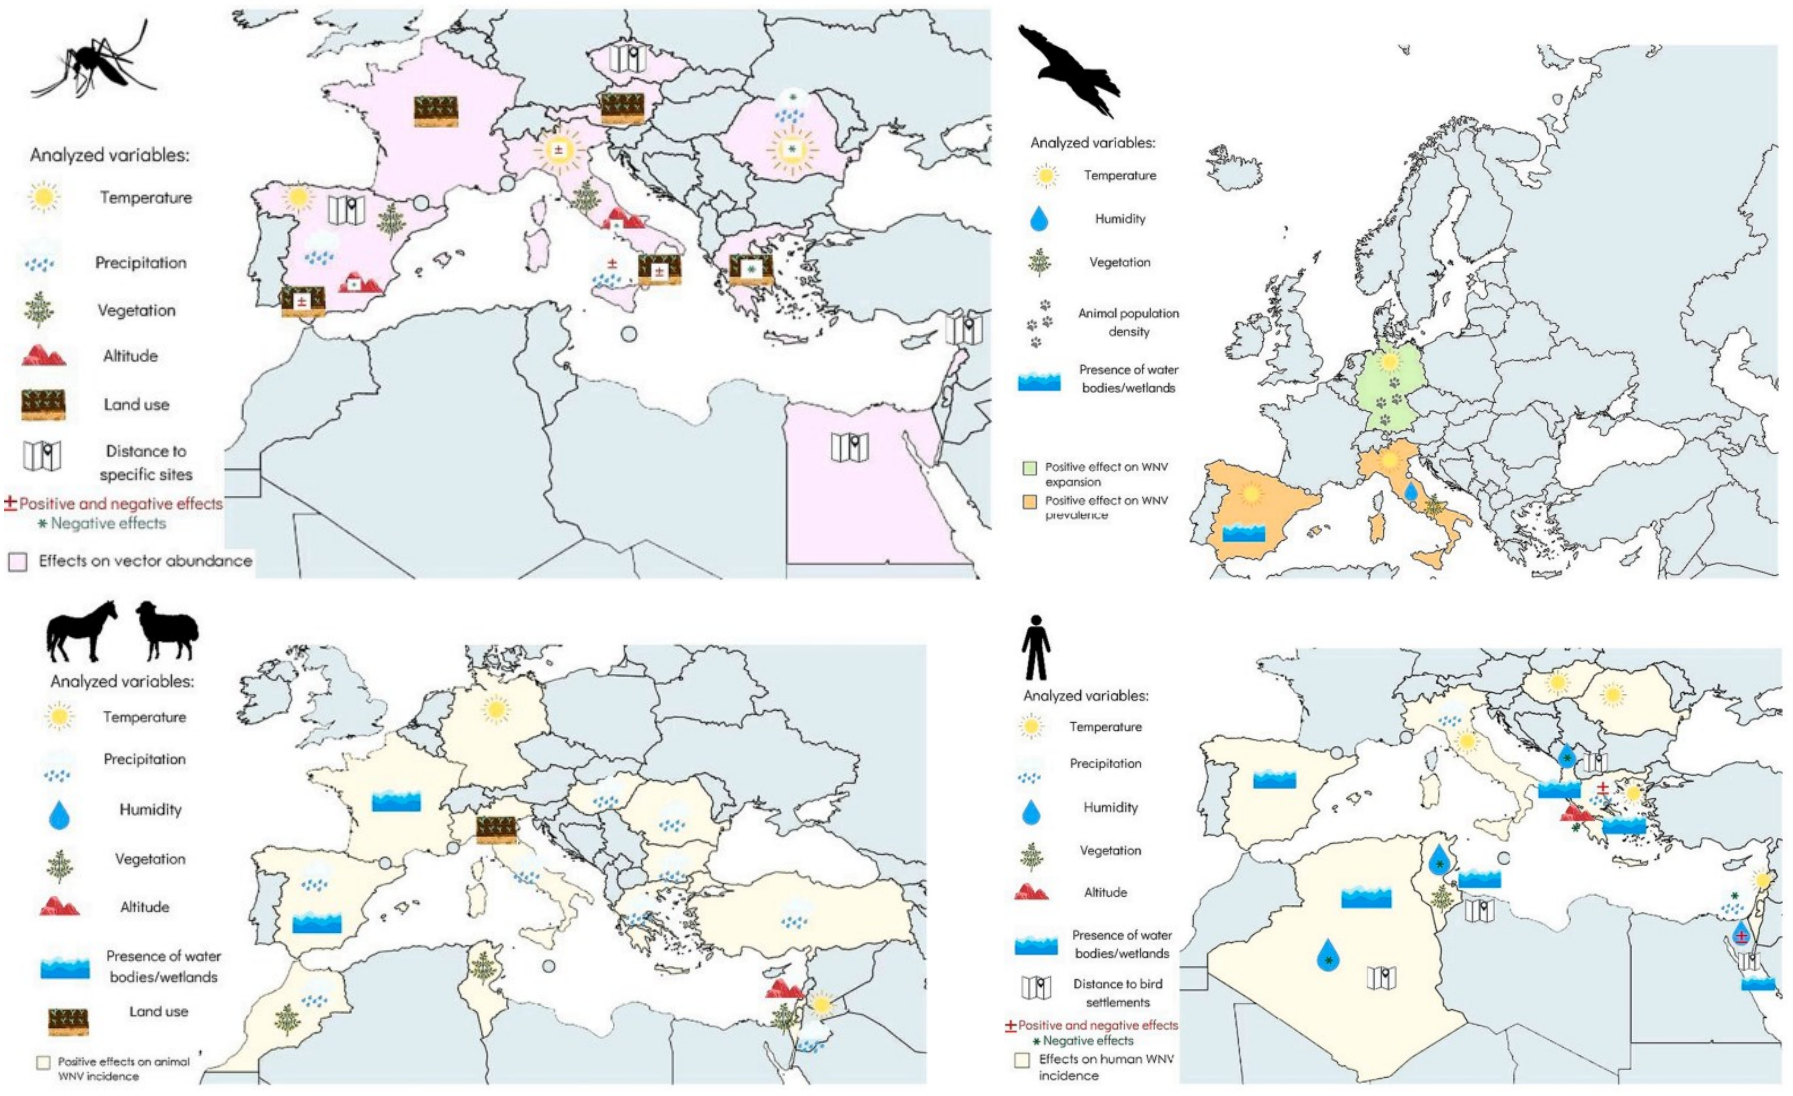 Analyzed variables:
Temperature
Precipitation
Vegetation
Altitude
Land use
Distance to
specific sites
±Positive and negative effects
* Negative effects
Effects on vector abundance
Analyzed variables:
Temperature
Humidity
Vegetation
Animal population
density
Presence of water
bodies/wetlands
Positive effect on WNV
expansion
Positive effect on WNV
prevalence
Analyzed variables:
Temperature
Precipitation
Humidity
Vegetation
Altitude
Presence of water
bodies/wetlands
Land use
Positive effects on animal
WNV incidence
Analyzed variables:
Temperature
Precipitation
Humidity
Vegetation
Altitude
Presence of water
bodies/wetlands
Distance to bird
settlements
±Positive and negative effects
* Negative effects
Effects on human WNV
incidence